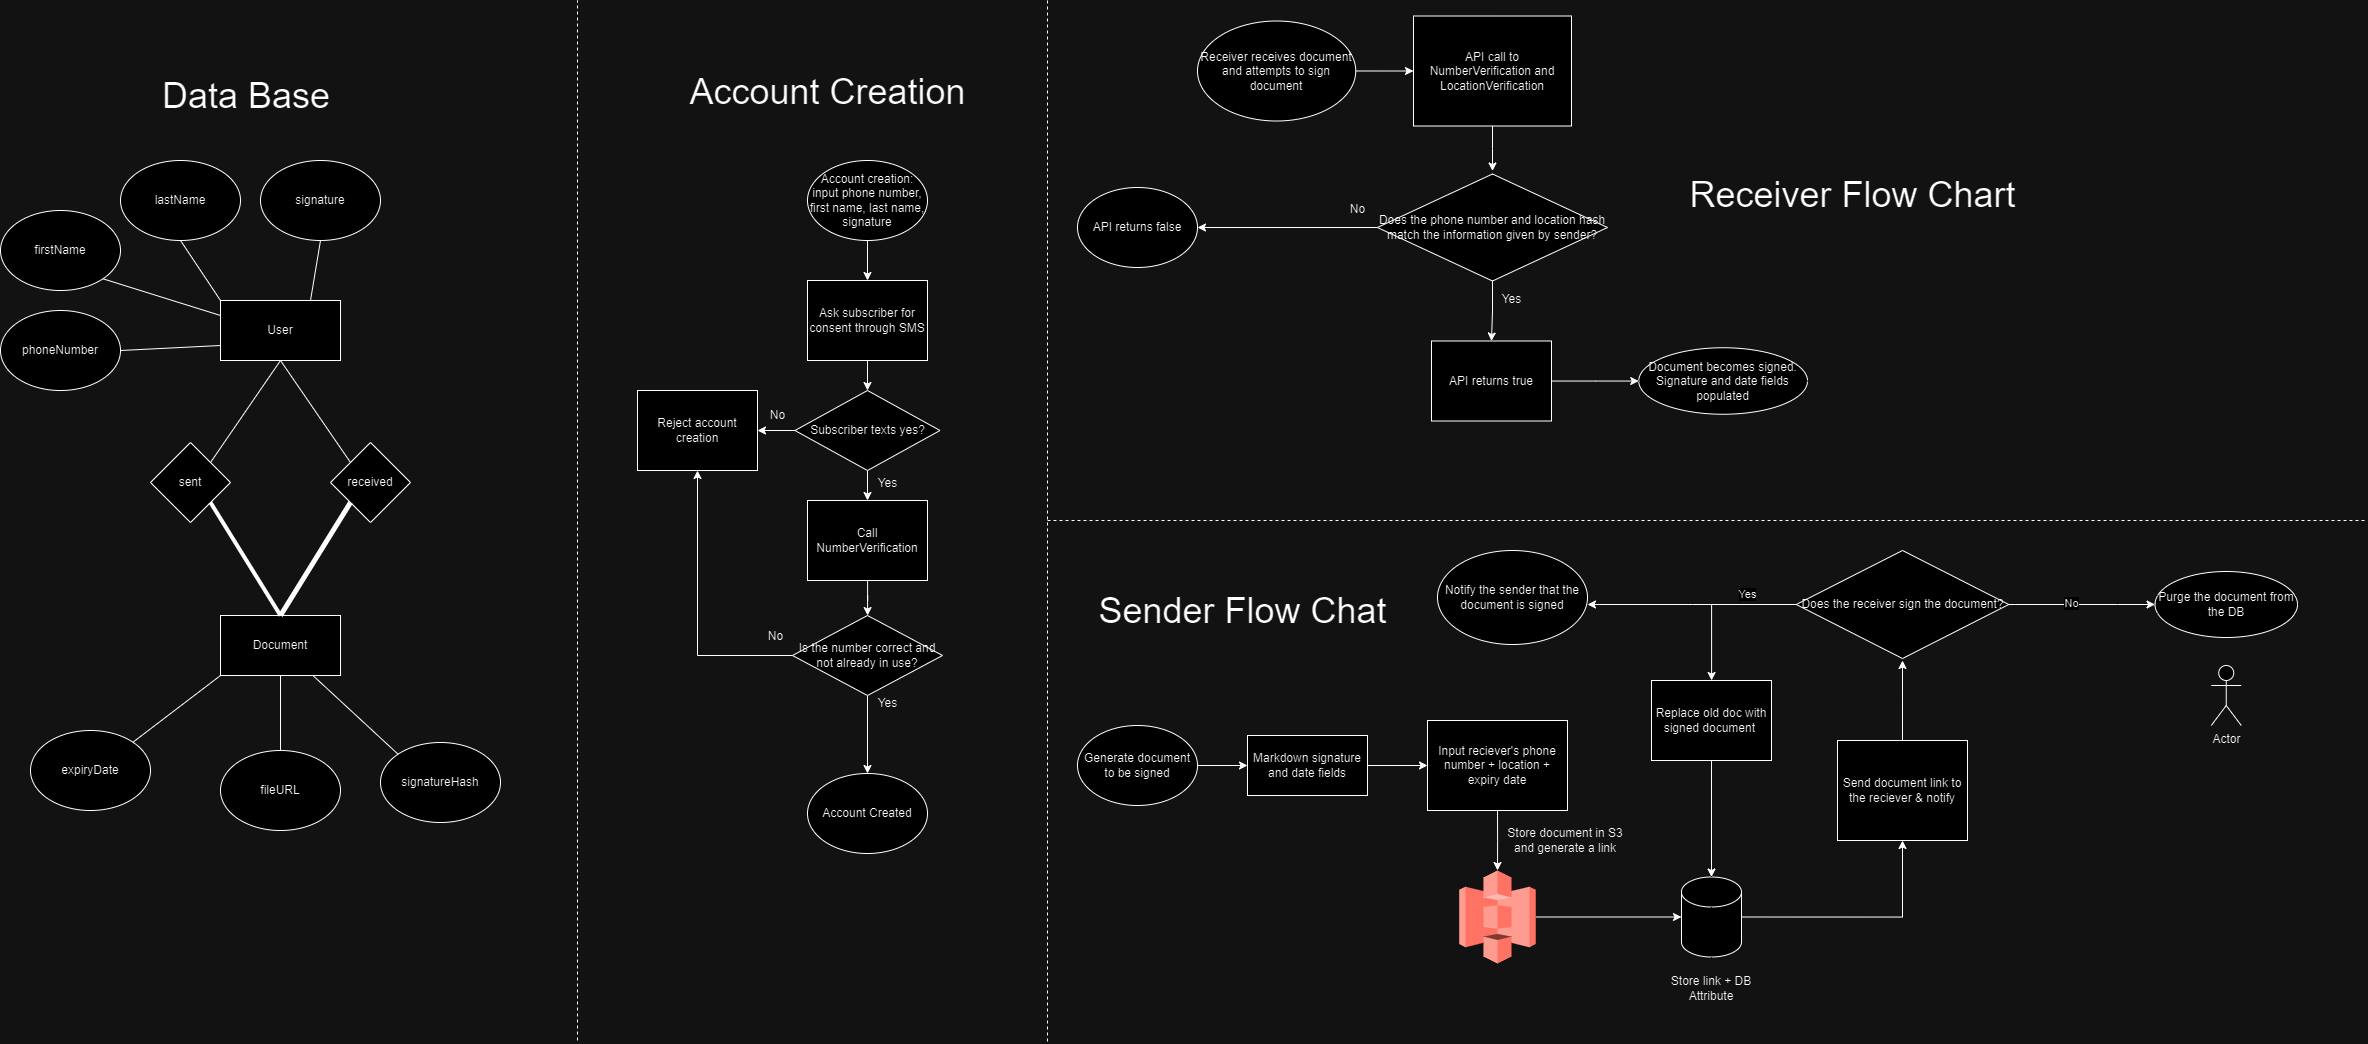 Data Base
lastName
signature
firstName
phoneNumber
User
sent
received
Document
expiryDate
fileURL
signatureHash
Account Creation
Account creation:
input phone number,
first name, last name,
signature
Ask subscriber for
consent through SMS
Subscriber texts yes?
No
Reject account
creation
Yes
Call
NumberVerification
Is the number correct and
not already in use?
No
Yes
Account Created
Receiver Flow Chart
Receiver receives document
and attempts to sign
document
API call to
NumberVerification and
LocationVerification
Does the phone number and location hash
match the information given by sender?
No
API returns false
Yes
API returns true
Document becomes signed.
Signature and date fields
populated
Sender Flow Chat
Generate document
to be signed
Markdown signature
and date fields
Input reciever's phone
number + location +
expiry date
Store document in S3
and generate a link
Store link + DB
Attribute
Send document link to
the reciever & notify
Does the receiver sign the document?
Yes
Notify the sender that the
document is signed
Replace old doc with
signed document
No
Purge the document from
the DB
Actor